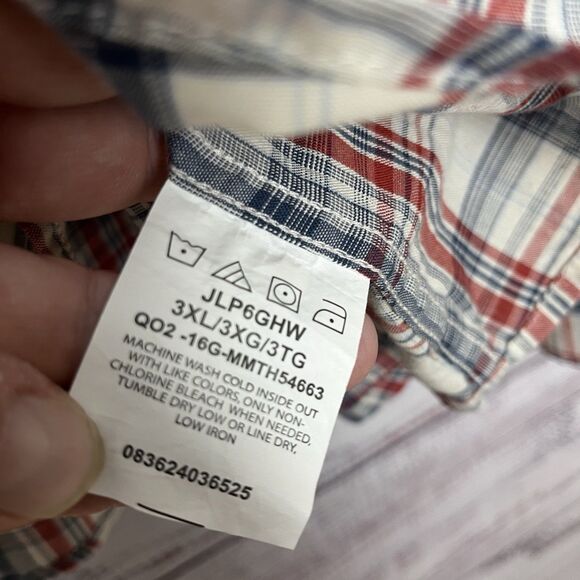 JLP6GHW
3XL/3XG/3TG
QO2 -16G-MMTH54663
MACHINE WASH COLD INSIDE OUT
WITH LIKE COLORS, ONLY NON-
CHLORINE BLEACH WHEN NEEDED,
TUMBLE DRY LOW OR LINE DRY,
LOW IRON
083624036525